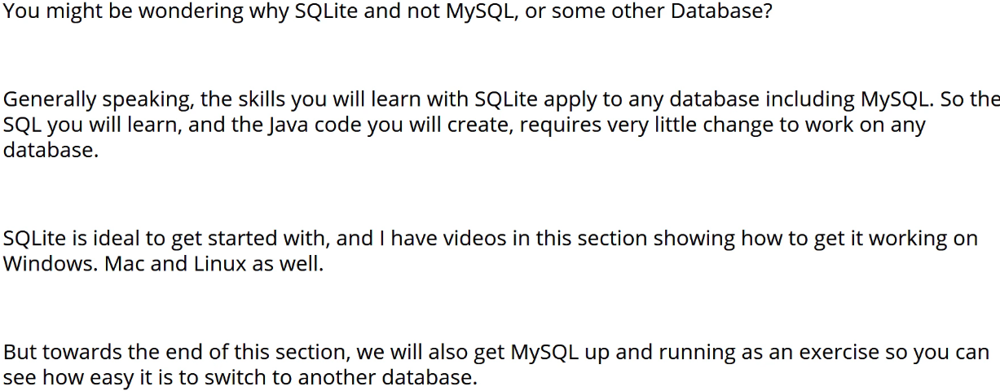 You might be wondering why SQLite and not MySQL, or some other Database?
Generally speaking, the skills you will learn with SQLite apply to any database including MySQL. So the
SQL you will learn, and the Java code you will create, requires very little change to work on any
database.
SQLite is ideal to get started with, and I have videos in this section showing how to get it working on
Windows. Mac and Linux as well.
But towards the end of this section, we will also get MySQL up and running as an exercise so you can
see how easy it is to switch to another database.